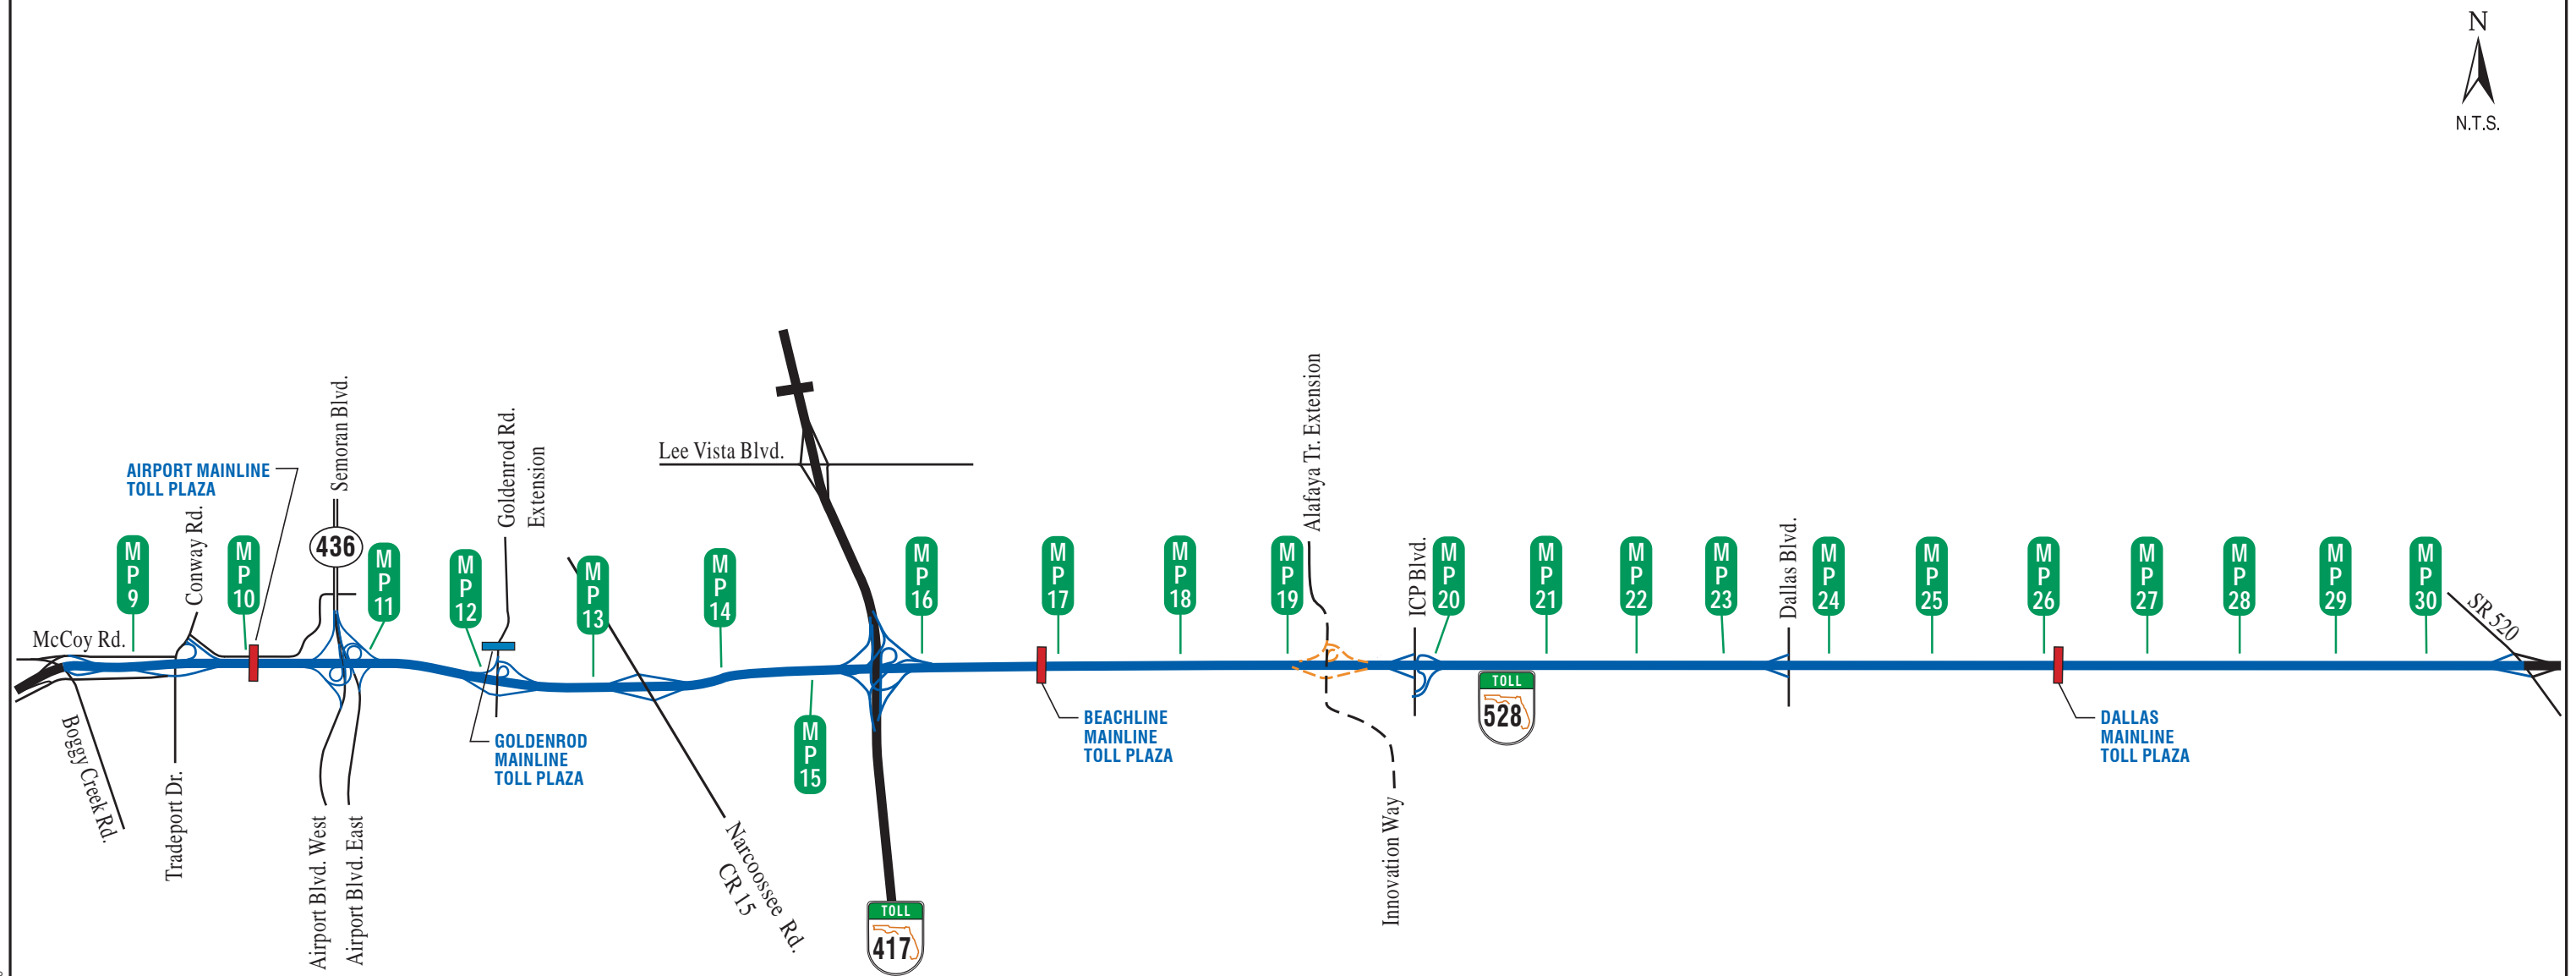 N
N.T.S.
Semoran Blvd.
Goldenrod Rd.
Extension
Lee Vista Blvd.
Alafaya Tr. Extension
AIRPORT MAINLINE
TOLL PLAZA
Conway Rd.
436
ICP Blvd.
Dallas Blvd.
M
P
9
M
P
10
M
P
11
M
P
12
M
P
13
M
P
14
M
P
15
M
P
16
M
P
17
M
P
18
M
P
19
M
P
20
M
P
21
M
P
22
M
P
23
M
P
24
M
P
25
M
P
26
M
P
27
M
P
28
M
P
29
M
P
30
SR 520
McCoy Rd.
Boggy Creek Rd.
Tradeport Dr.
Airport Blvd. West
Airport Blvd. East
GOLDENROD
MAINLINE
TOLL PLAZA
Narcoossee Rd.
CR 15
TOLL
417
BEACHLINE
MAINLINE
TOLL PLAZA
Innovation Way
TOLL
528
DALLAS
MAINLINE
TOLL PLAZA